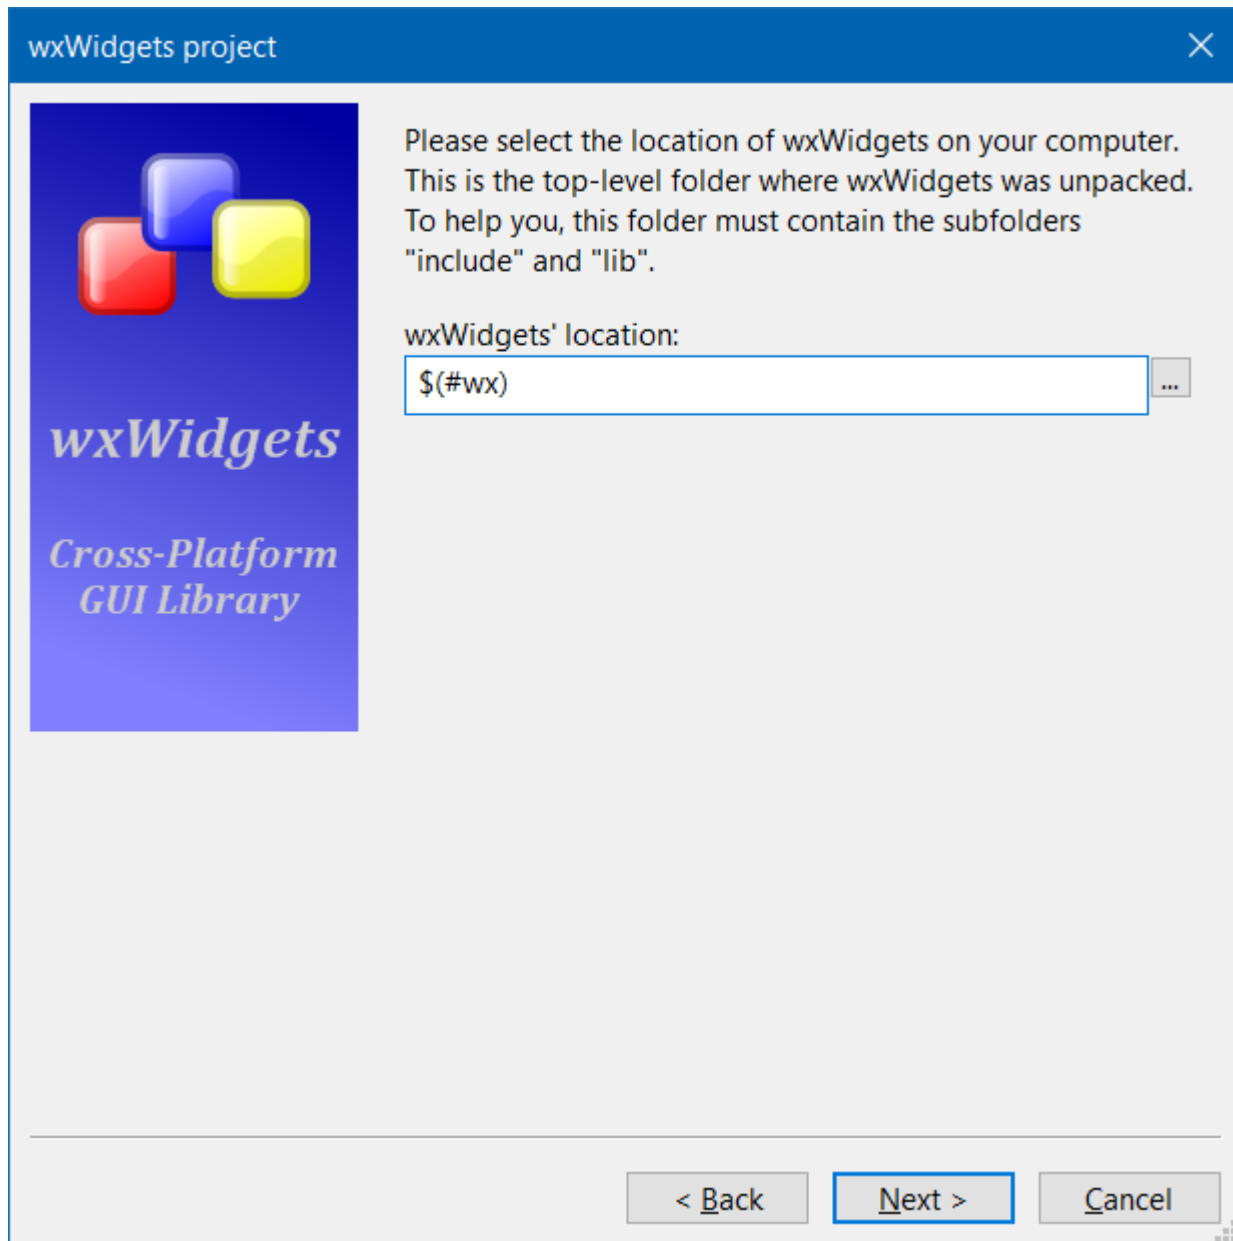 wxWidgets project
wxWidgets
Cross-Platform
GUI Library
Please select the location of wxWidgets on your computer.
This is the top-level folder where wxWidgets was unpacked.
To help you, this folder must contain the subfolders
"include" and "lib".
wxWidgets' location:
$(#wx)
...
< Back
Next >
Cancel